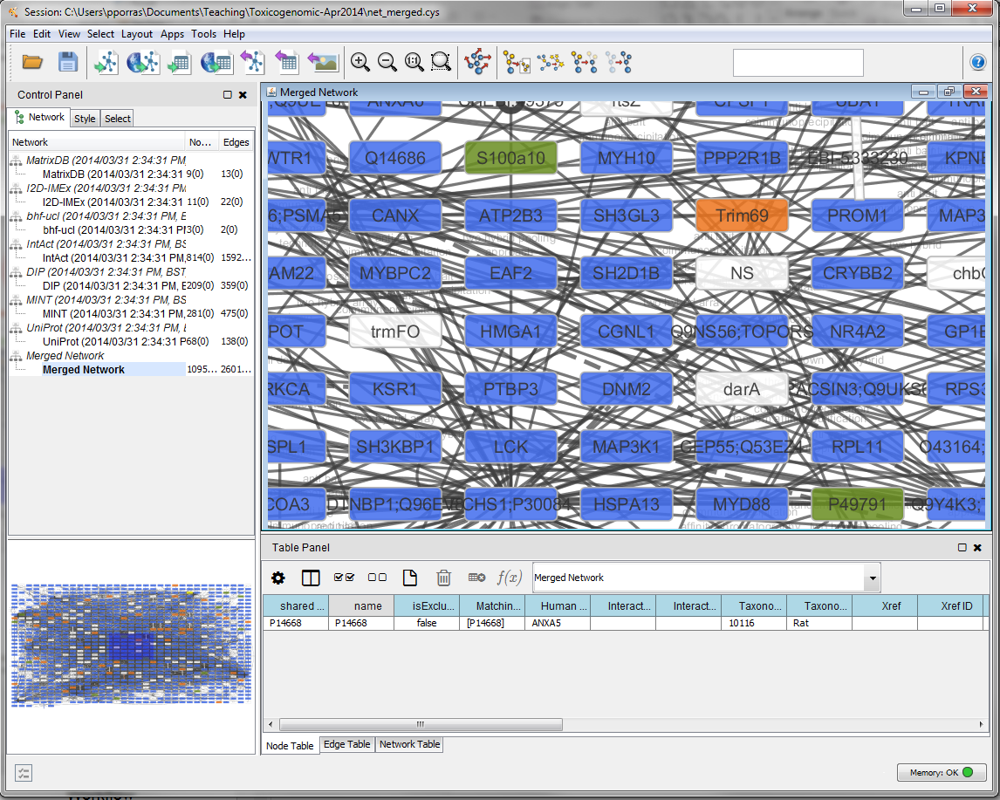 Session: C:\Users\pporras\Documents\Teaching\Toxicogenomic-Apr2014\net_merged.cys
File Edit View Select Layout Apps Tools Help
Control Panel
Network Style Select
Network No... Edges
MatrixDB (2014/03/31 2:34:31 PM,
MatrixDB (2014/03/31 2:34:31 9(0) 13(0)
I2D-IMEx (2014/03/31 2:34:31 PM
I2D-IMEx (2014/03/31 2:34:31 11(0) 22(0)
bhf-ucl (2014/03/31 2:34:31 PM, E
bhf-ucl (2014/03/31 2:34:31 PI 3(0) 2(0)
IntAct (2014/03/31 2:34:31 PM, BS
IntAct (2014/03/31 2:34:31 PM, 814(0) 1592...
DIP (2014/03/31 2:34:31 PM, BST,
DIP (2014/03/31 2:34:31 PM, E 209(0) 359(0)
MINT (2014/03/31 2:34:31 PM, BS
MINT (2014/03/31 2:34:31 PM, 281(0) 475(0)
UniProt (2014/03/31 2:34:31 PM, E
UniProt (2014/03/31 2:34:31 P 68(0) 138(0)
Merged Network
Merged Network 1095... 2601...
Merged Network
WTR1 Q14686 S100a10 MYH10 PPP2R1B EBI-5333230 KPNE
6;PSMA5 CANX ATP2B3 SH3GL3 Trim69 PROM1 MAP3
AM22 MYBPC2 EAF2 SH2D1B NS CRYBB2 chb
POT trmFO HMGA1 CGNL1 Q9NS56;TOPORS NR4A2 GP1E
RKCA KSR1 PTBP3 DNM2 darA PACSIN3;Q9UKS6 RPS3
SPL1 SH3KBP1 LCK MAP3K1 CEP55;Q53EZ4 RPL11 O43164;
COA3 DTNBP1;Q96EV8 CHS1;P30084 HSPA13 MYD88 P49791 Q9Y4K3;T
Table Panel
f(x) Merged Network
shared ... name isExclu... Matchin... Human ... Interact... Interact... Taxono... Taxono... Xref Xref ID
P14668 P14668 false [P14668] ANXA5 10116 Rat
Node Table Edge Table Network Table
Memory: OK